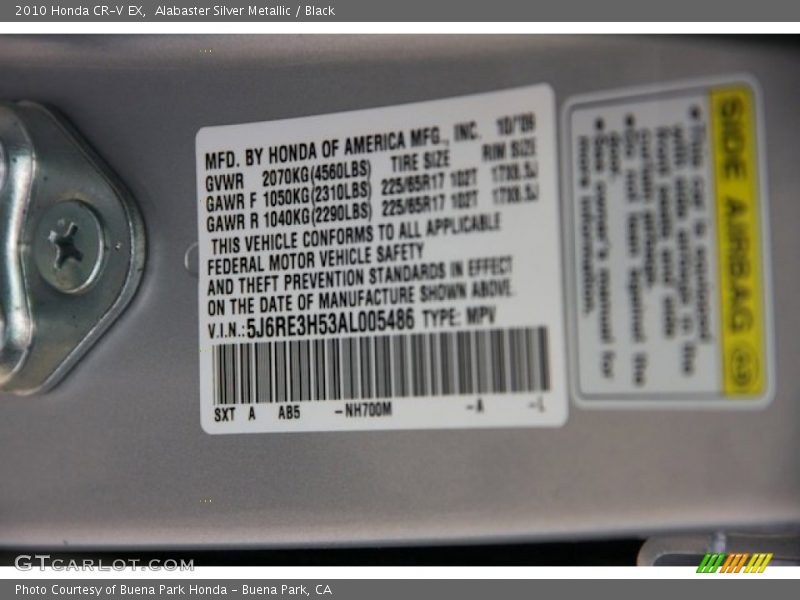 2010 Honda CR-V EX,  Alabaster Silver Metallic / Black
MFD. BY HONDA OF AMERICA MFG., INC. 10/'09
GVWR 2070KG(4560LBS) TIRE SIZE RIM SIZE
GAWR F 1050KG(2310LBS) 225/65R17 102T 17X6.5J
GAWR R 1040KG(2290LBS) 225/65R17 102T 17X6.5J
THIS VEHICLE CONFORMS TO ALL APPLICABLE
FEDERAL MOTOR VEHICLE SAFETY
AND THEFT PREVENTION STANDARDS IN EFFECT
ON THE DATE OF MANUFACTURE SHOWN ABOVE.
V.I.N.: 5J6RE3H53AL005486 TYPE: MPV
SXT A AB5 -NH700M -A
SIDE AIRBAG
GTCARLOT.COM
Photo Courtesy of Buena Park Honda - Buena Park, CA